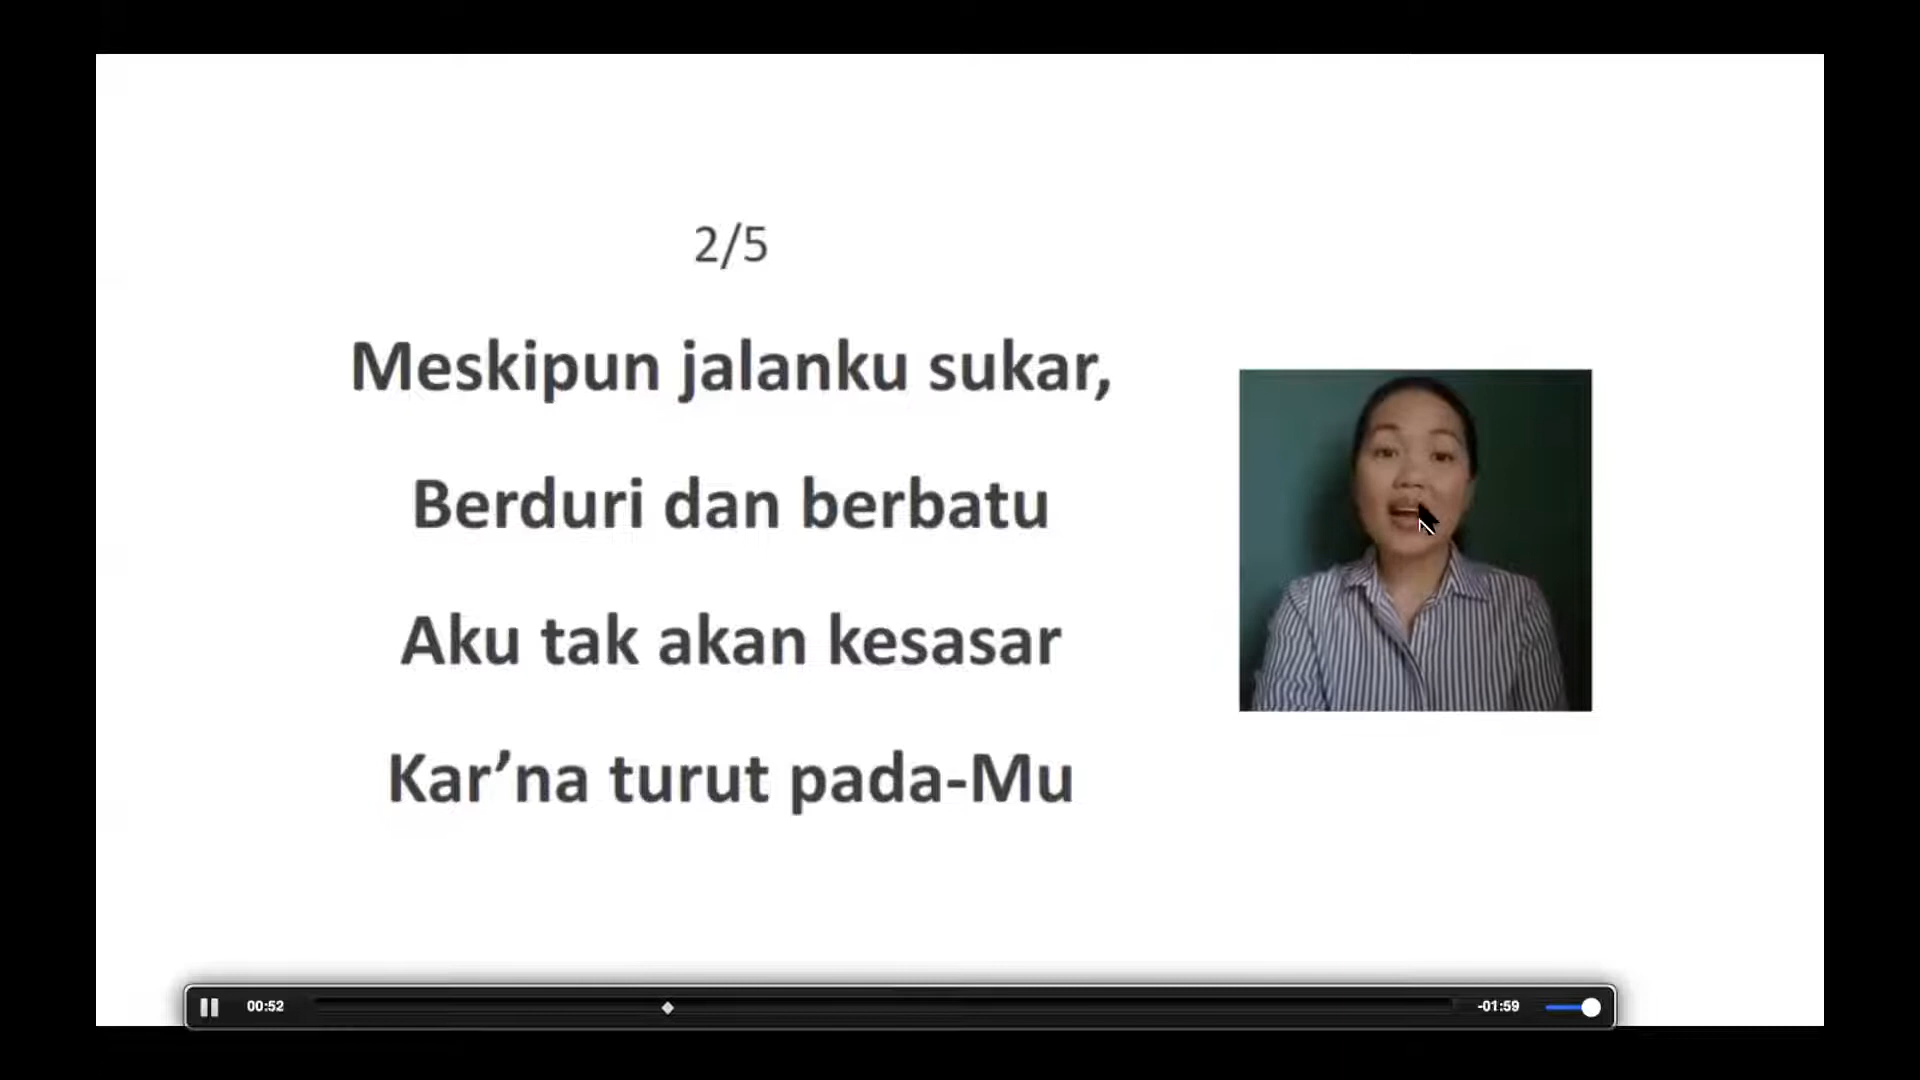 2/5
Meskipun jalanku sukar,
Berduri dan berbatu
Aku tak akan kesasar
Kar’na turut pada-Mu
00:52
-01:59